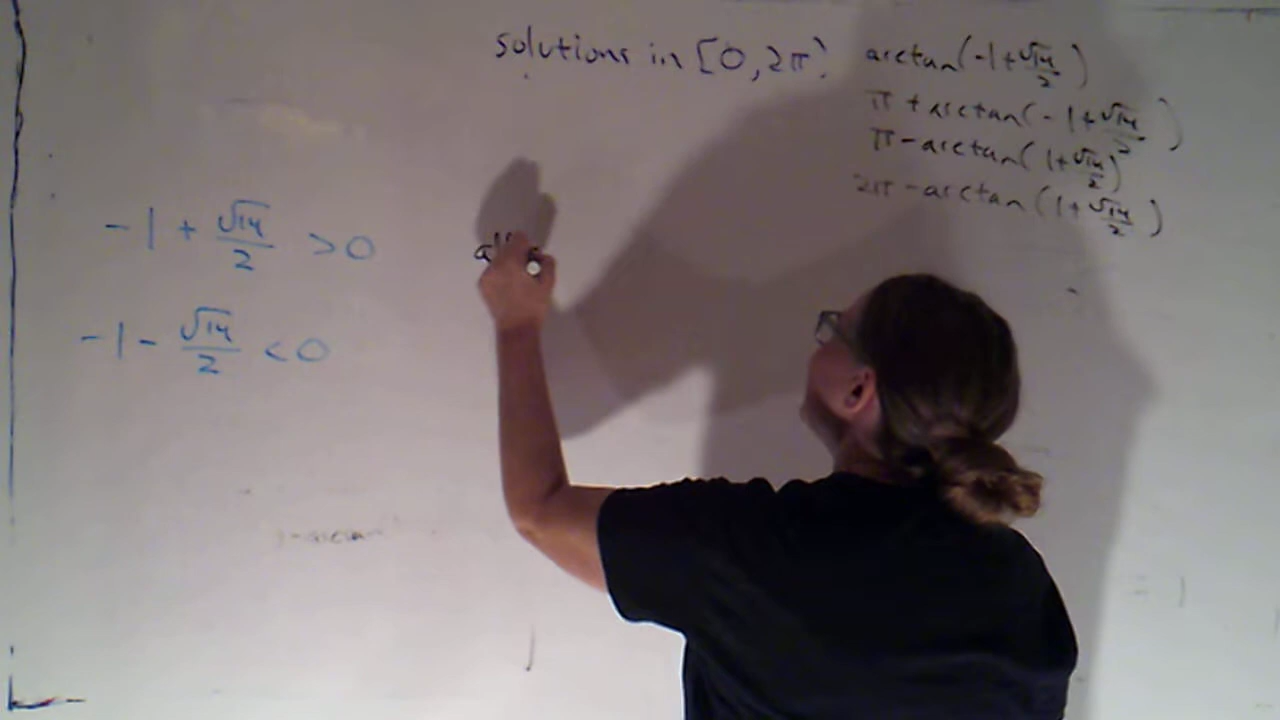 solutions in [0, 2π) arctan(-1+√14/2)
π + arctan(-1+√14/2)
π-arctan(1+√14/2)
2π-arctan(1+√14/2)
-1 + √14/2 > 0
all
-1 - √14/2 < 0